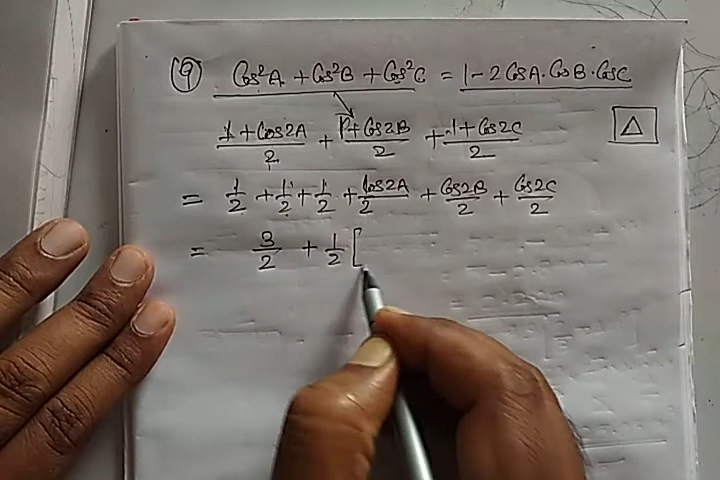 9 Cos²A + Cos²B + Cos²C = 1 - 2 CosA · CosB · CosC
(1 + Cos2A)/2 + (1 + Cos2B)/2 + (1 + Cos2C)/2 △
= 1/2 + 1/2 + 1/2 + Cos2A/2 + Cos2B/2 + Cos2C/2
= 3/2 + 1/2 [